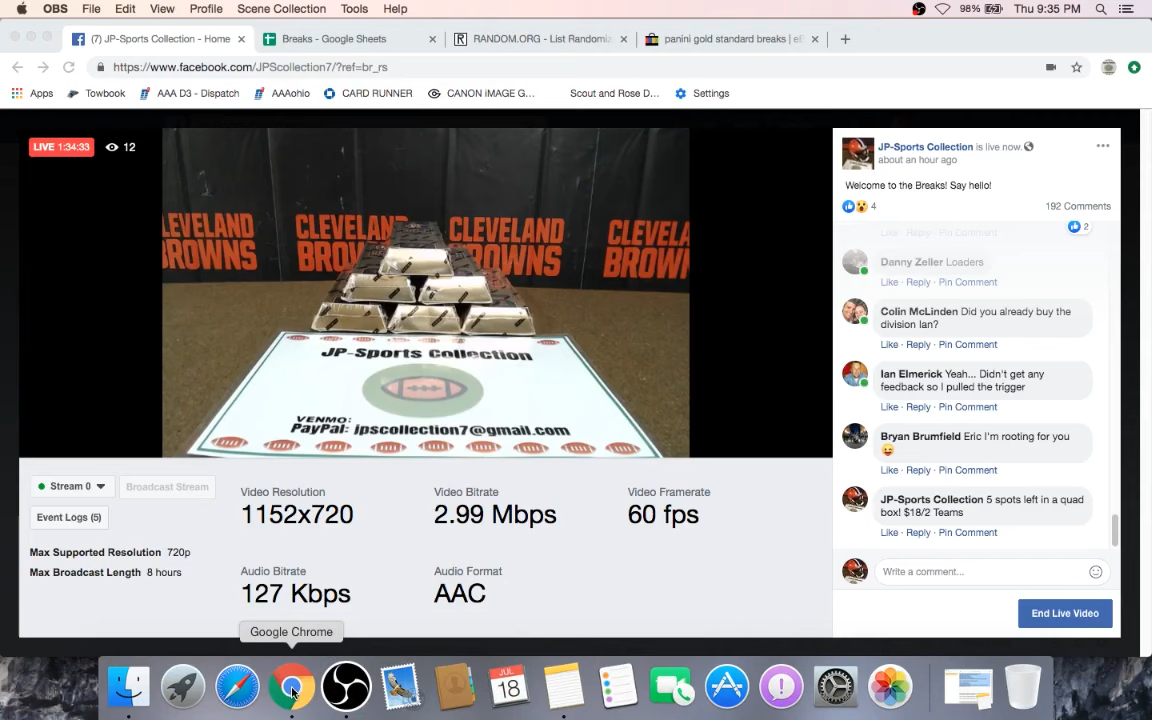 OBS File Edit View Profile Scene Collection Tools Help 98% Thu 9:35 PM
(7) JP-Sports Collection - Home
Breaks - Google Sheets
RANDOM.ORG - List Randomiz
panini gold standard breaks | eB
https://www.facebook.com/JPScollection7/?ref=br_rs
Apps Towbook AAA D3 - Dispatch AAAohio CARD RUNNER CANON iMAGE G... Scout and Rose D... Settings
LIVE 1:34:33 12
CLEVELAND BROWNS
CLEVELAND
CLEVELAND BROWNS
CLEVELA
BROWN
JP-Sports Collection
VENMO:
PayPal: jpscollection7@gmail.com
JP-Sports Collection is live now.
about an hour ago
Welcome to the Breaks! Say hello!
4 192 Comments
Like · Reply · Pin Comment 2
Danny Zeiler Loaders
Like · Reply · Pin Comment
Colin McLinden Did you already buy the
division Ian?
Like · Reply · Pin Comment
Ian Elmerick Yeah... Didn't get any
feedback so I pulled the trigger
Like · Reply · Pin Comment
Bryan Brumfield Eric I'm rooting for you
Like · Reply · Pin Comment
JP-Sports Collection 5 spots left in a quad
box! $18/2 Teams
Like · Reply · Pin Comment
Write a comment...
End Live Video
Stream 0 Broadcast Stream
Event Logs (5)
Max Supported Resolution 720p
Max Broadcast Length 8 hours
Video Resolution
1152x720
Video Bitrate
2.99 Mbps
Video Framerate
60 fps
Audio Bitrate
127 Kbps
Audio Format
AAC
Google Chrome
JUL
18